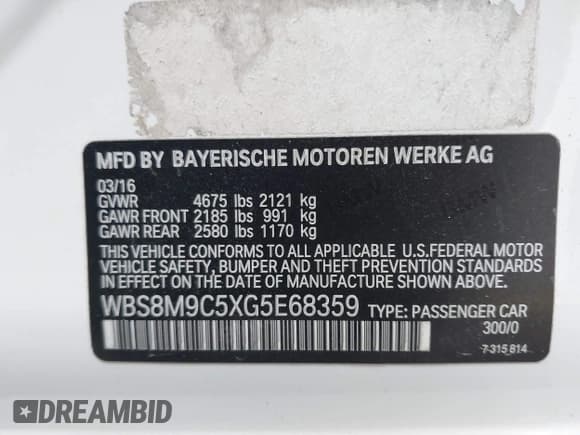 MFD BY BAYERISCHE MOTOREN WERKE AG
03/16
GVWR 4675 lbs 2121 kg
GAWR FRONT 2185 lbs 991 kg
GAWR REAR 2580 lbs 1170 kg
THIS VEHICLE CONFORMS TO ALL APPLICABLE U.S.FEDERAL MOTOR
VEHICLE SAFETY, BUMPER AND THEFT PREVENTION STANDARDS
IN EFFECT ON THE DATE OF MANUFACTURE SHOWN ABOVE.
WBS8M9C5XG5E68359 TYPE: PASSENGER CAR
300/0
7 315 814
DREAMBID